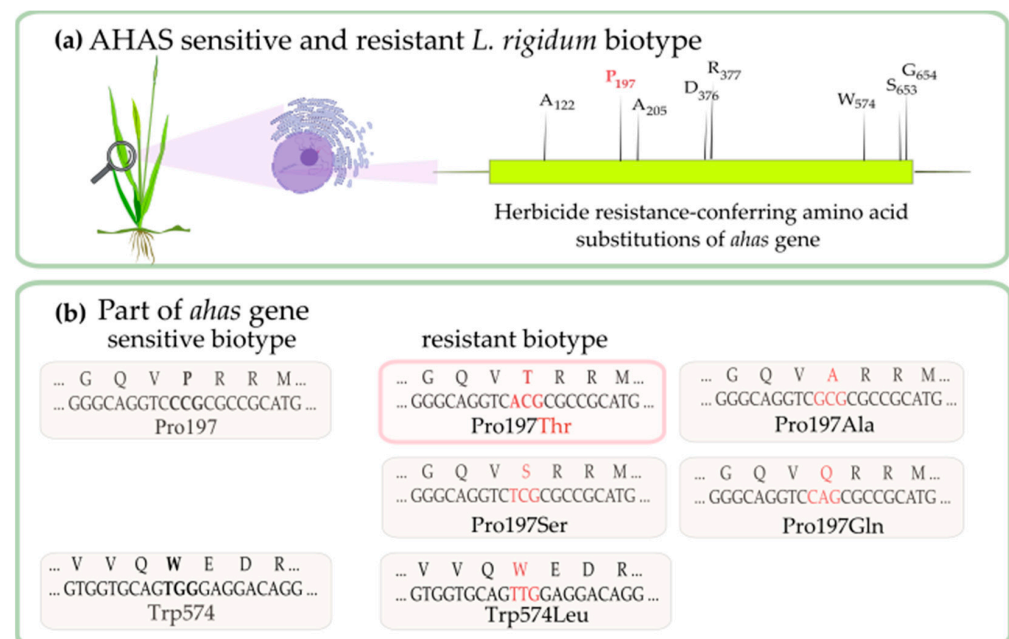 (a) AHAS sensitive and resistant L. rigidum biotype
A122
P197
A205
D376
R377
W574
S653
G654
Herbicide resistance-conferring amino acid
substitutions of ahas gene
(b) Part of ahas gene
sensitive biotype
resistant biotype
... G Q V P R R M...
... GGGCAGGTCCCGCGCCGCATG ...
Pro197
... G Q V T R R M...
... GGGCAGGTCACGCGCCGCATG ...
Pro197Thr
... G Q V A R R M...
... GGGCAGGTCGCGCGCCGCATG ...
Pro197Ala
... G Q V S R R M...
... GGGCAGGTCTCGCGCCGCATG ...
Pro197Ser
... G Q V Q R R M...
... GGGCAGGTCCAGCGCCGCATG ...
Pro197Gln
... V V Q W E D R...
... GTGGTGCAGTGGGAGGACAGG ...
Trp574
... V V Q W E D R...
... GTGGTGCAGTTGGAGGACAGG ...
Trp574Leu